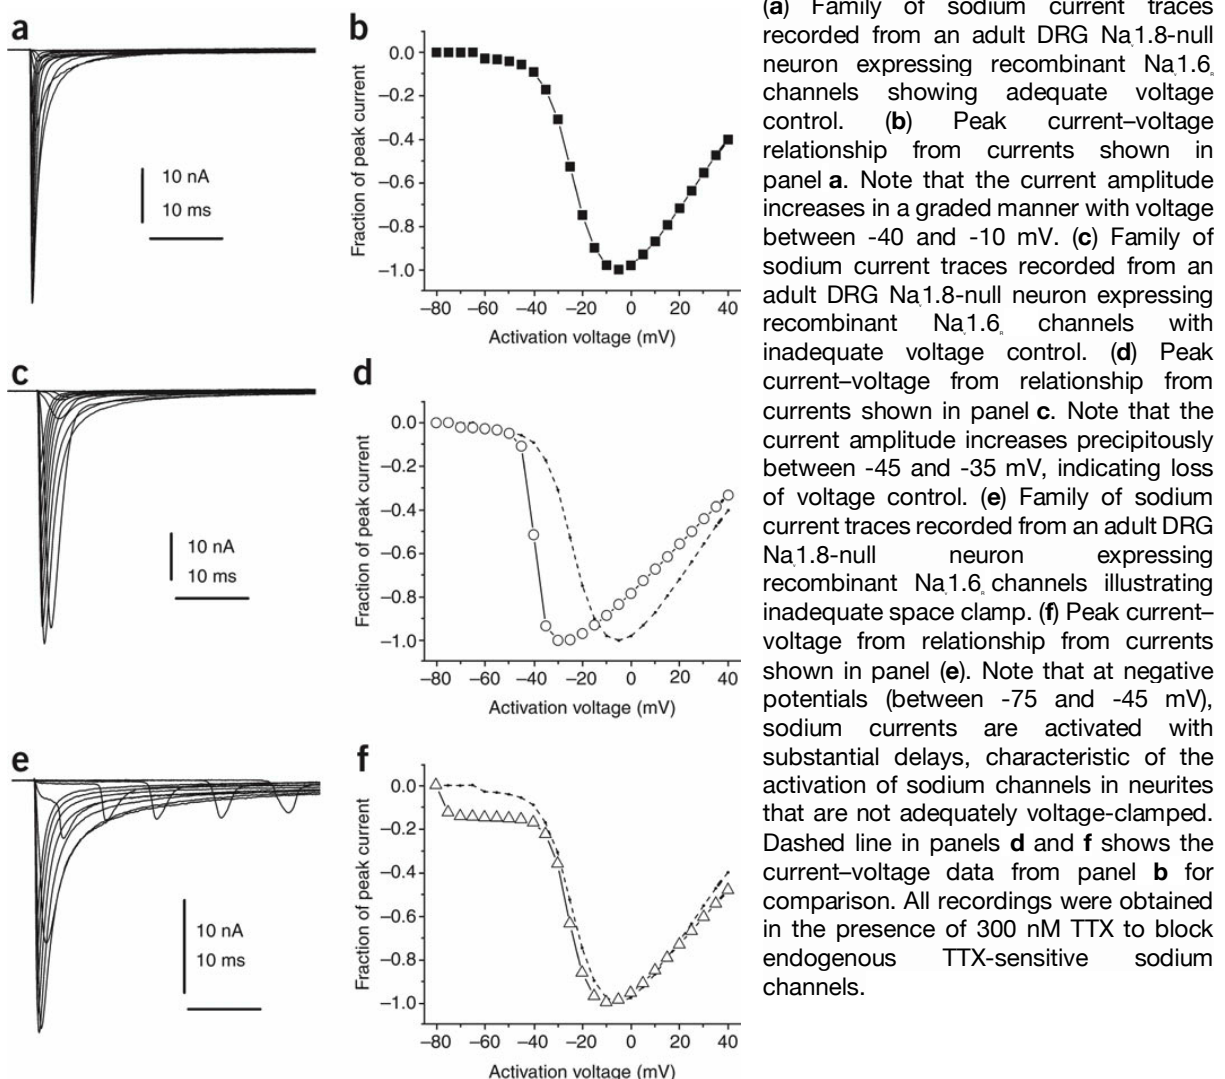 a
10 nA
10 ms
b
0.0
−0.2
−0.4
−0.6
−0.8
−1.0
Fraction of peak current
−80 −60 −40 −20 0 20 40
Activation voltage (mV)
c
10 nA
10 ms
d
0.0
−0.2
−0.4
−0.6
−0.8
−1.0
Fraction of peak current
−80 −60 −40 −20 0 20 40
Activation voltage (mV)
e
10 nA
10 ms
f
0.0
−0.2
−0.4
−0.6
−0.8
−1.0
Fraction of peak current
−80 −60 −40 −20 0 20 40
Activation voltage (mV)
(a) Family of sodium current traces
recorded from an adult DRG Nav1.8-null
neuron expressing recombinant Nav1.6R
channels showing adequate voltage
control. (b) Peak current–voltage
relationship from currents shown in
panel a. Note that the current amplitude
increases in a graded manner with voltage
between -40 and -10 mV. (c) Family of
sodium current traces recorded from an
adult DRG Nav1.8-null neuron expressing
recombinant Nav1.6R channels with
inadequate voltage control. (d) Peak
current–voltage from relationship from
currents shown in panel c. Note that the
current amplitude increases precipitously
between -45 and -35 mV, indicating loss
of voltage control. (e) Family of sodium
current traces recorded from an adult DRG
Nav1.8-null neuron expressing
recombinant Nav1.6R channels illustrating
inadequate space clamp. (f) Peak current–
voltage from relationship from currents
shown in panel (e). Note that at negative
potentials (between -75 and -45 mV),
sodium currents are activated with
substantial delays, characteristic of the
activation of sodium channels in neurites
that are not adequately voltage-clamped.
Dashed line in panels d and f shows the
current–voltage data from panel b for
comparison. All recordings were obtained
in the presence of 300 nM TTX to block
endogenous TTX-sensitive sodium
channels.